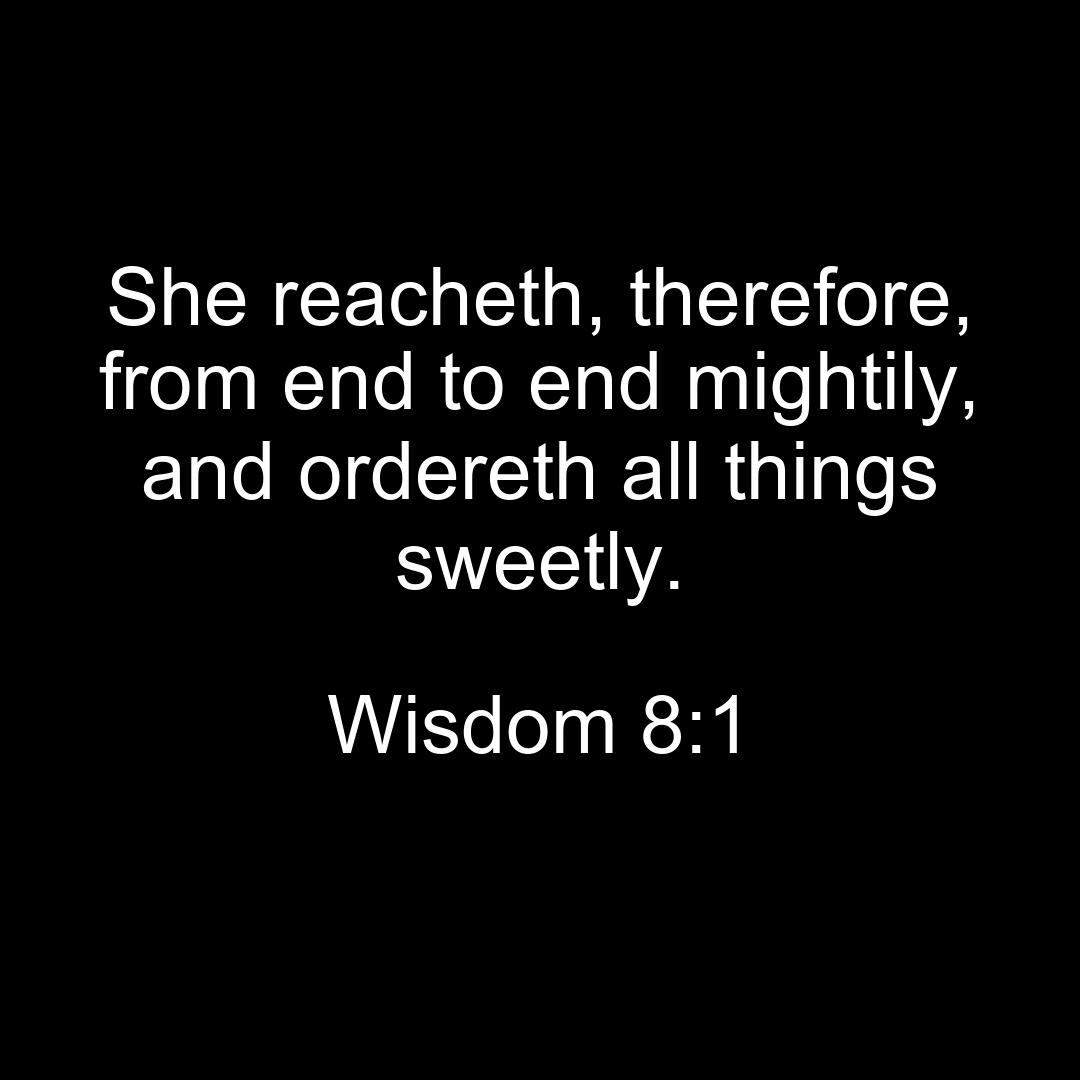 She reacheth, therefore,
from end to end mightily,
and ordereth all things
sweetly.
Wisdom 8:1